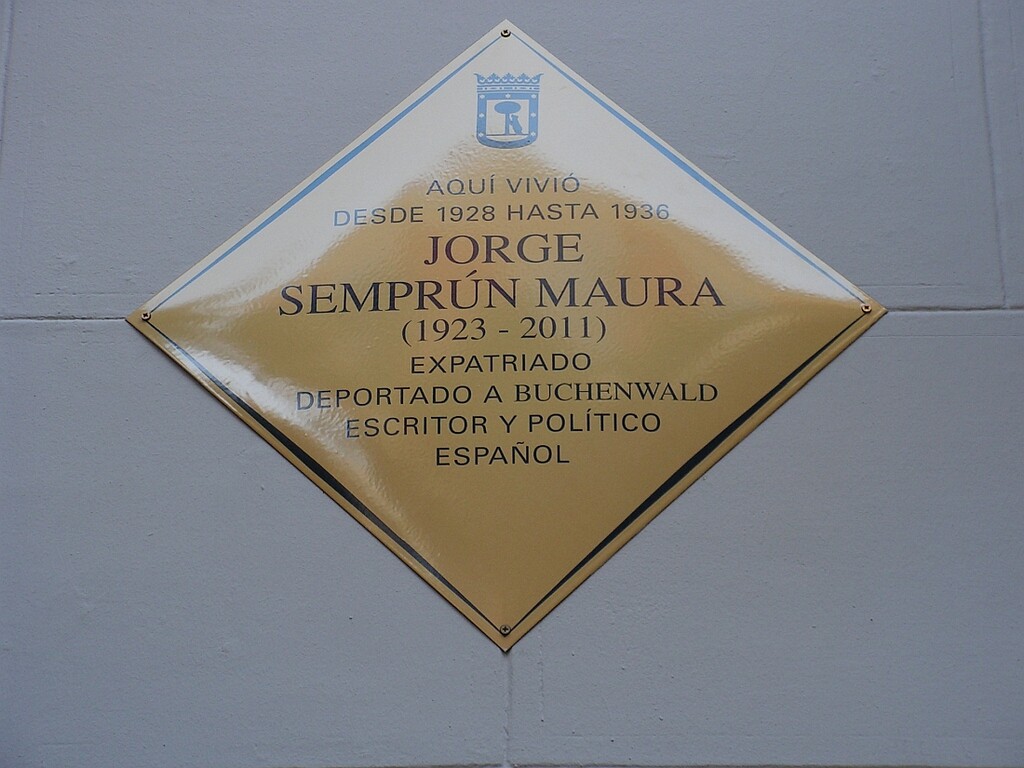 AQUÍ VIVIÓ
DESDE 1928 HASTA 1936
JORGE
SEMPRÚN MAURA
(1923 - 2011)
EXPATRIADO
DEPORTADO A BUCHENWALD
ESCRITOR Y POLÍTICO
ESPAÑOL